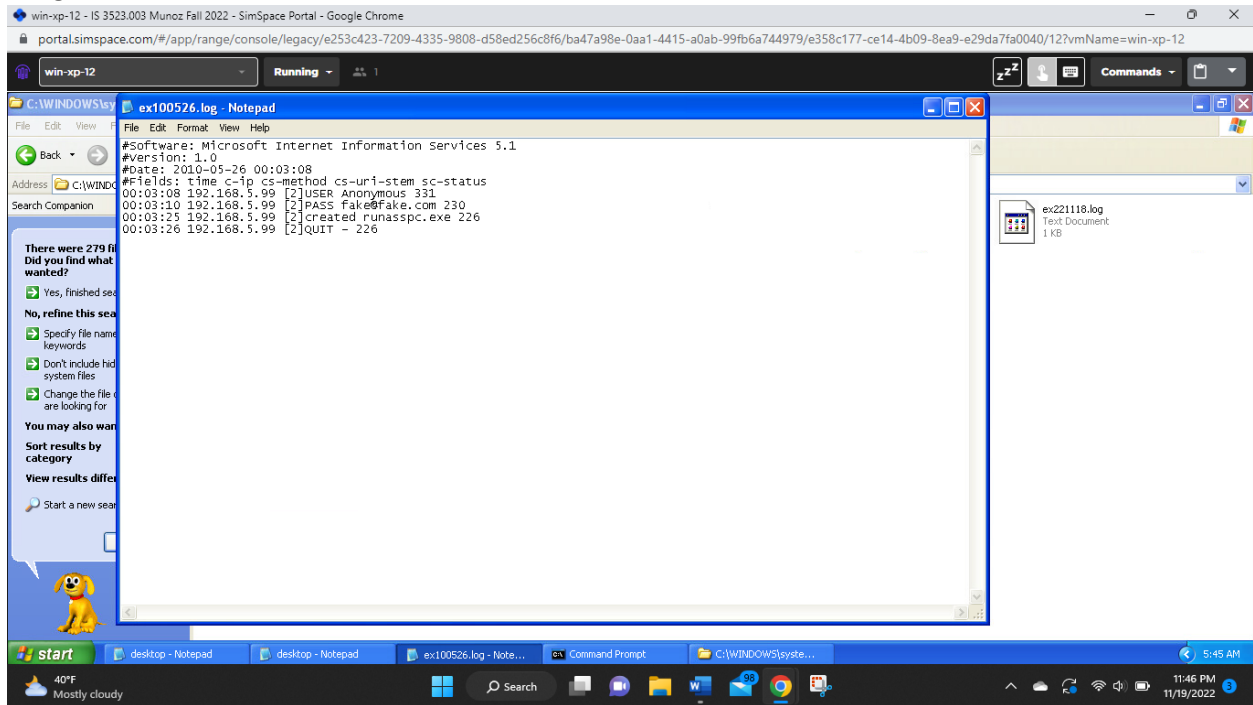 win-xp-12 - IS 3523.003 Munoz Fall 2022 - SimSpace Portal - Google Chrome
portal.simspace.com/#/app/range/console/legacy/e253c423-7209-4335-9808-d58ed256c8f6/ba47a98e-0aa1-4415-a0ab-99fb6a744979/e358c177-ce14-4b09-8ea9-e29da7fa0040/12?vmName=win-xp-12
win-xp-12 Running 1 zzZ Commands
C:\WINDOWS\sy
ex100526.log - Notepad
File Edit View F
File Edit Format View Help
Back
Address C:\WINDO
Search Companion
#Software: Microsoft Internet Information Services 5.1
#Version: 1.0
#Date: 2010-05-26 00:03:08
#Fields: time c-ip cs-method cs-uri-stem sc-status
00:03:08 192.168.5.99 [2]USER Anonymous 331
00:03:10 192.168.5.99 [2]PASS fake@fake.com 230
00:03:25 192.168.5.99 [2]created runasspc.exe 226
00:03:26 192.168.5.99 [2]QUIT - 226
ex221118.log
Text Document
1 KB
There were 279 fil
Did you find what
wanted?
Yes, finished sea
No, refine this sea
Specify file name
keywords
Don't include hid
system files
Change the file d
are looking for
You may also wan
Sort results by
category
View results differ
Start a new sear
start desktop - Notepad desktop - Notepad ex100526.log - Note... Command Prompt C:\WINDOWS\syste... 5:45 AM
40°F
Mostly cloudy
Search
98
11:46 PM
11/19/2022
3